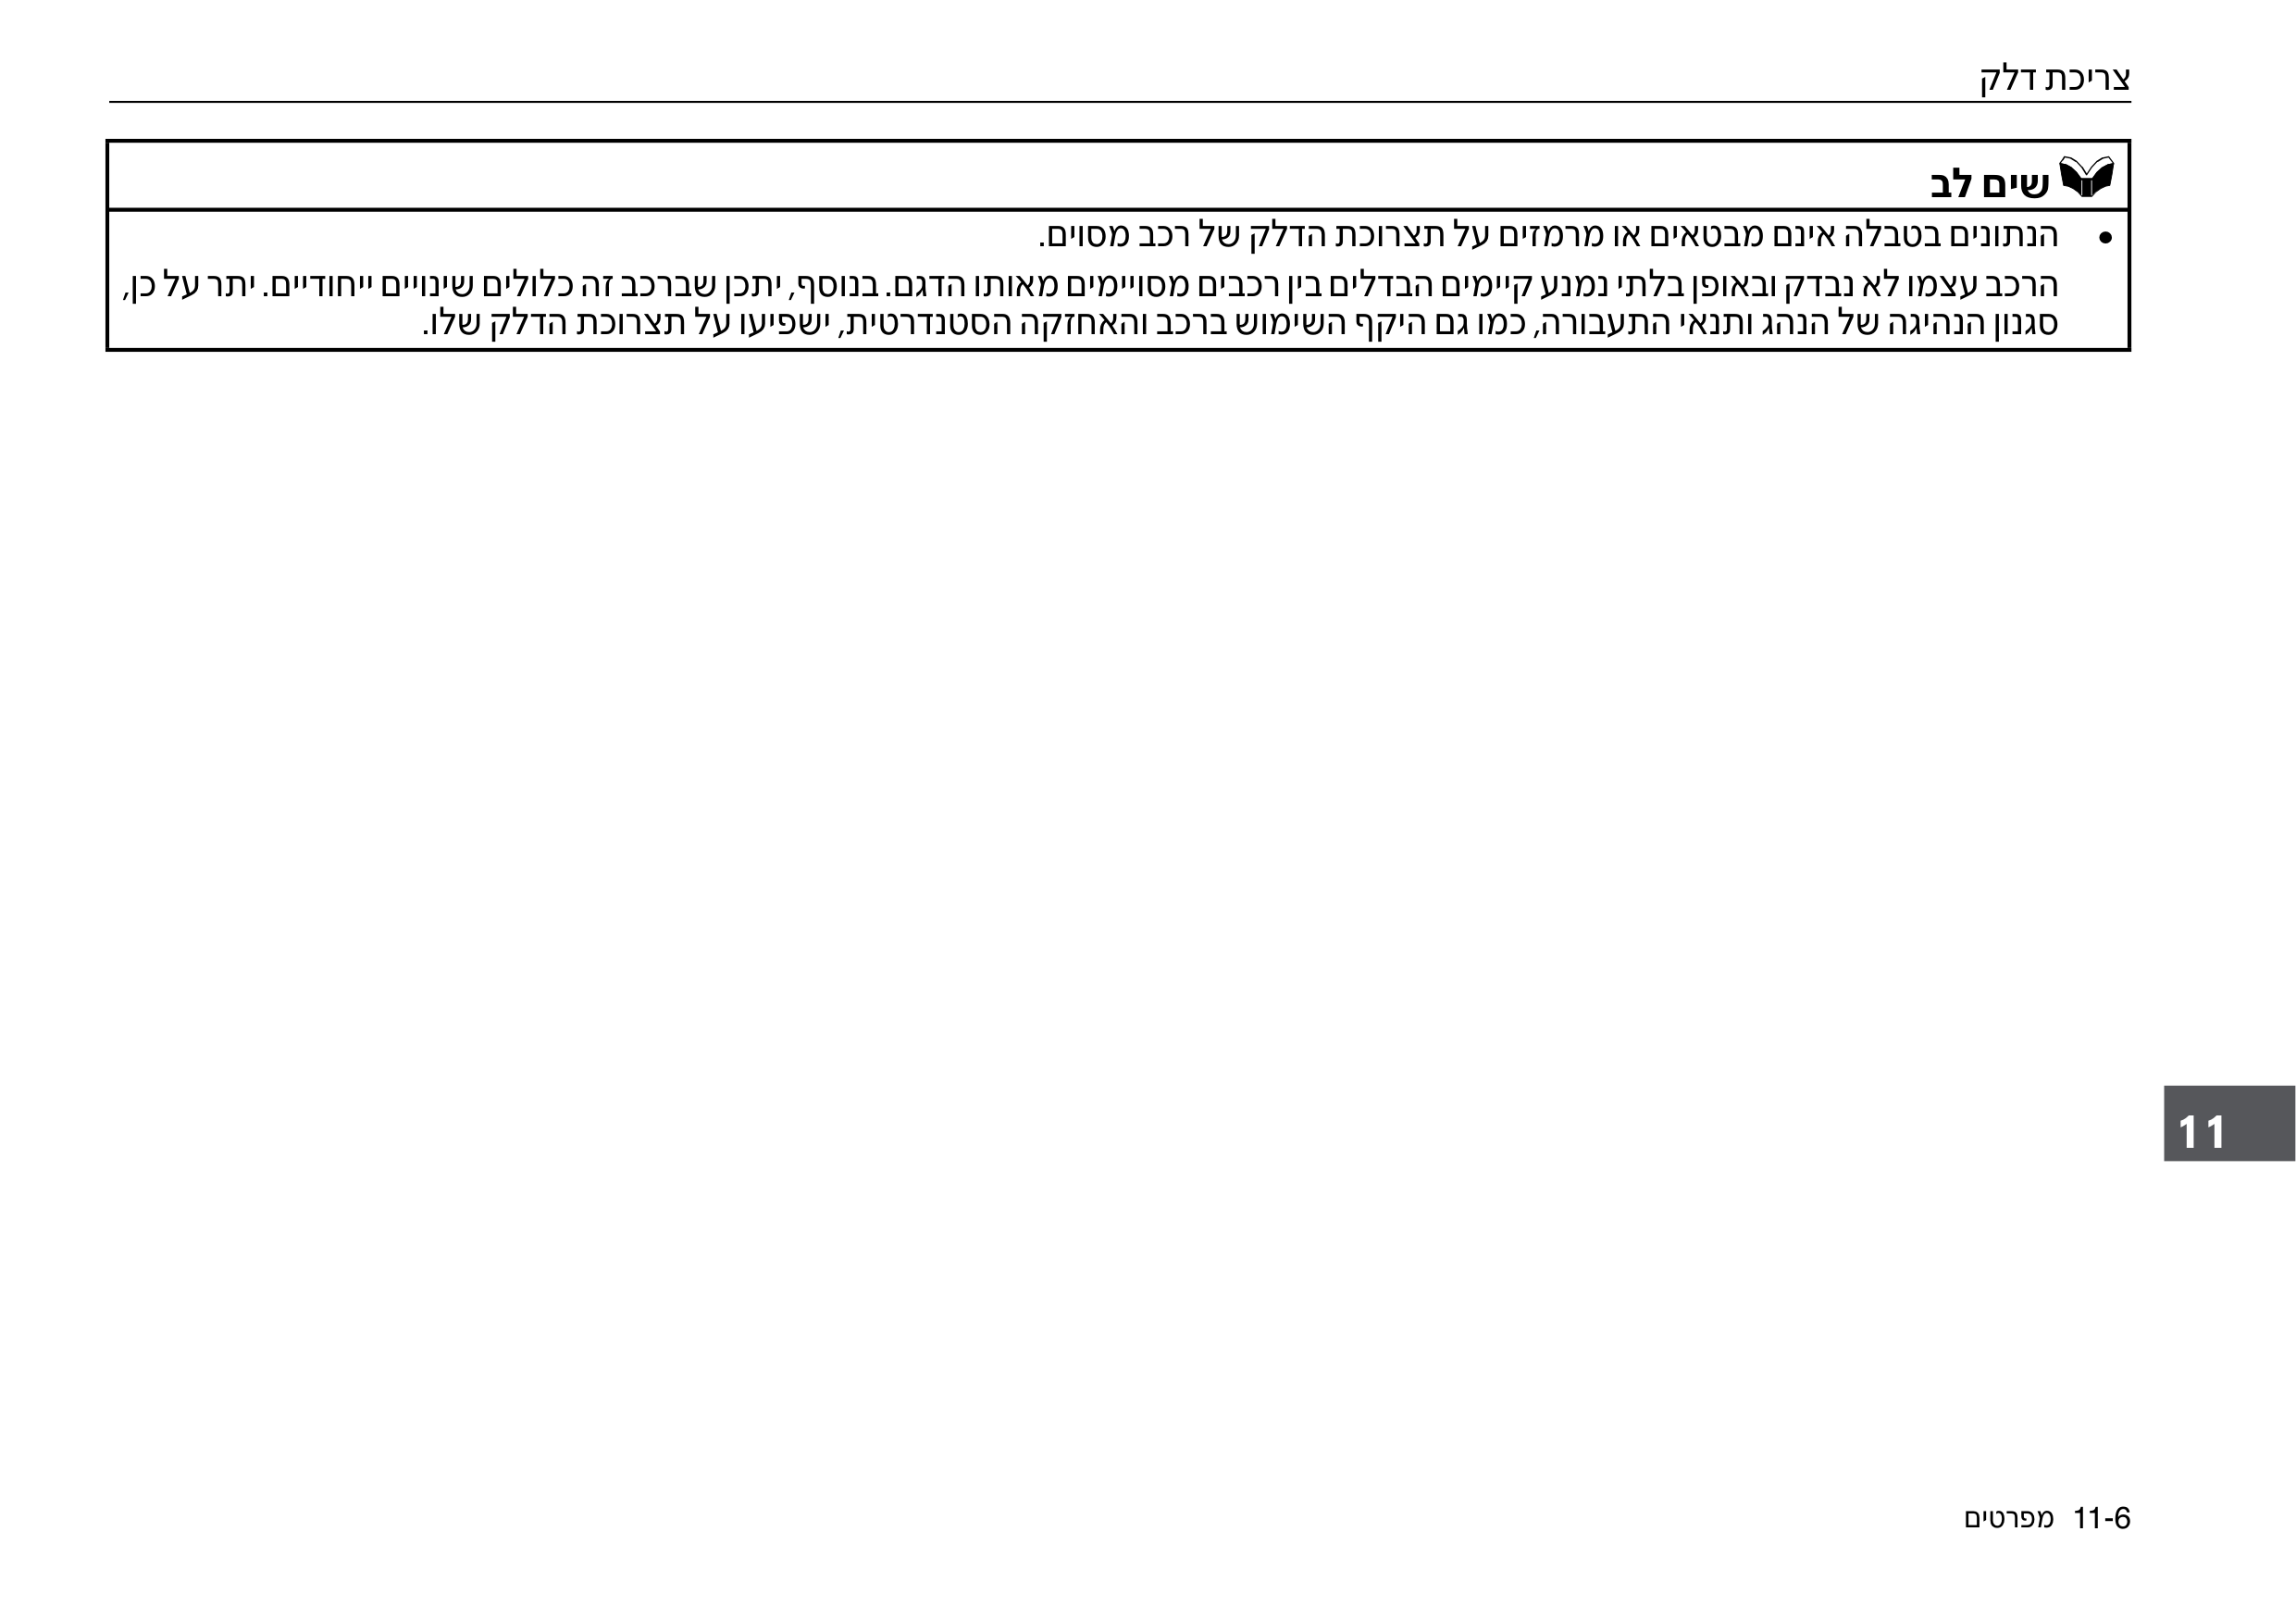 צריכת דלק
שים לב
• הנתונים בטבלה אינם מבטאים או מרמזים על תצרוכת הדלק של רכב מסוים.
הרכב עצמו לא נבדק ובאופן בלתי נמנע קיימים הבדלים בין רכבים מסויימים מאותו הדגם. בנוסף, יתכן שברכב זה כלולים שינויים ייחודיים. יתר על כן,
סגנון הנהיגה של הנהג ותנאי התעבורה, כמו גם היקף השימוש ברכב והאחזקה הסטנדרטית, ישפיעו על תצרוכת הדלק שלו.
11
11-6 מפרטים